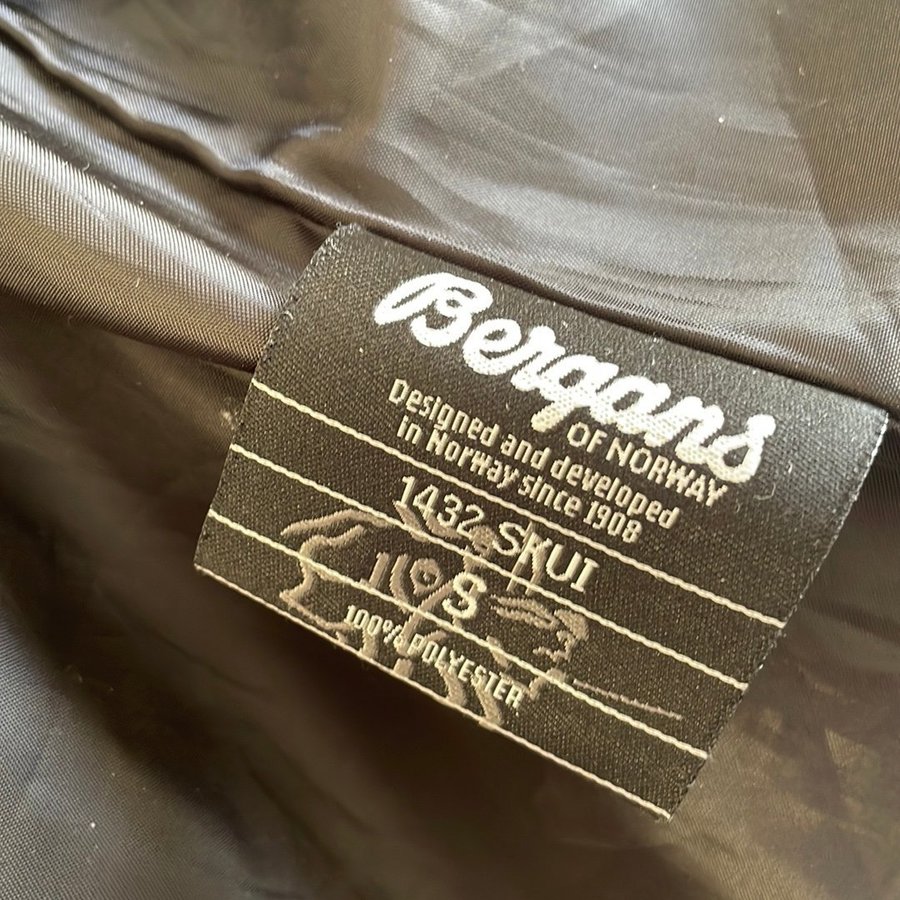 Bergans
OF NORWAY
Designed and developed
in Norway since 1908
1432 SKUI
S
100% POLYESTER